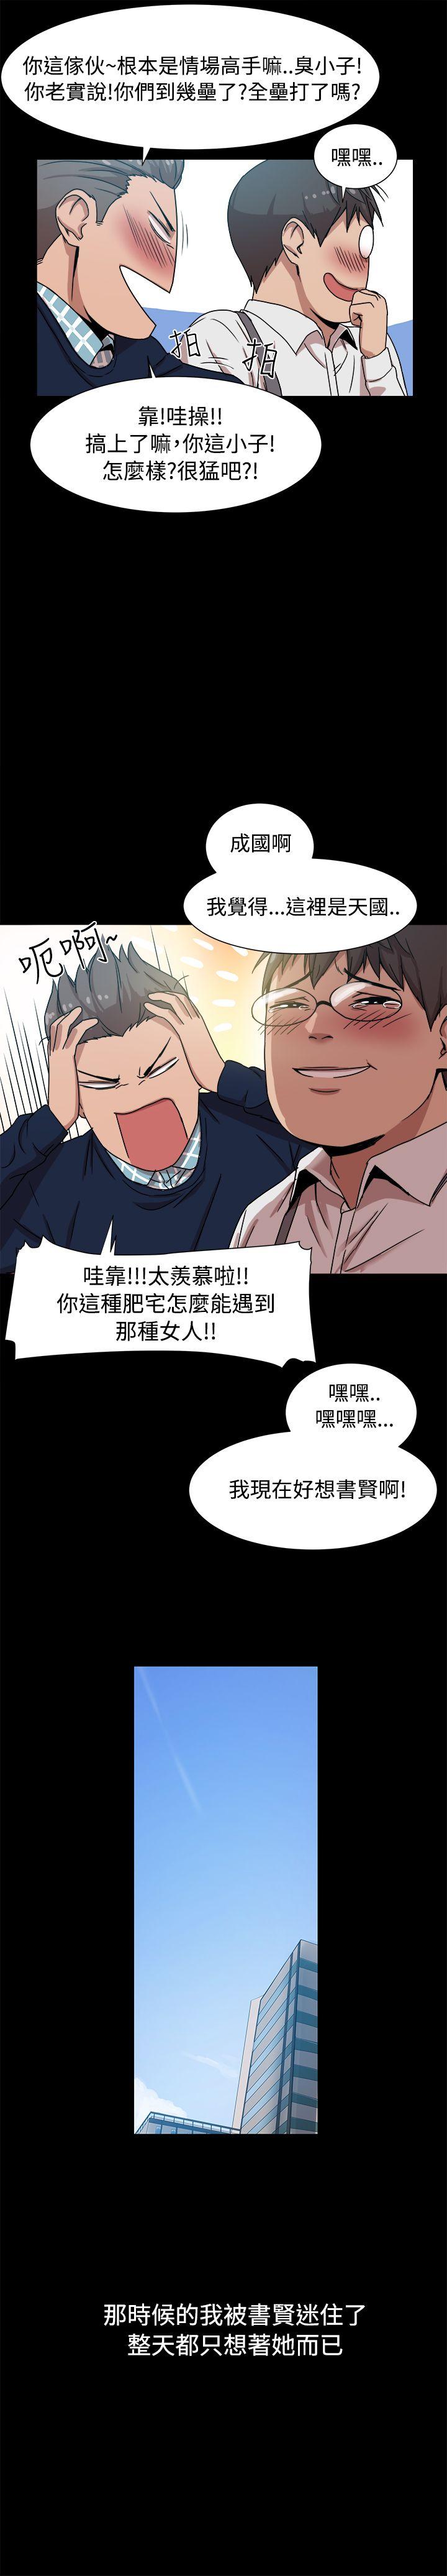 你這傢伙~根本是情場高手嘛..臭小子!
你老實說!你們到幾壘了?全壘打了嗎?
嘿嘿..
拍
拍
靠!哇操!!
搞上了嘛,你這小子!
怎麼樣?很猛吧?!
成國啊
我覺得...這裡是天國..
呃啊~
哇靠!!!太羨慕啦!!
你這種肥宅怎麼能遇到
那種女人!!
嘿嘿..
嘿嘿嘿...
我現在好想書賢啊!
那時候的我被書賢迷住了
整天都只想著她而已